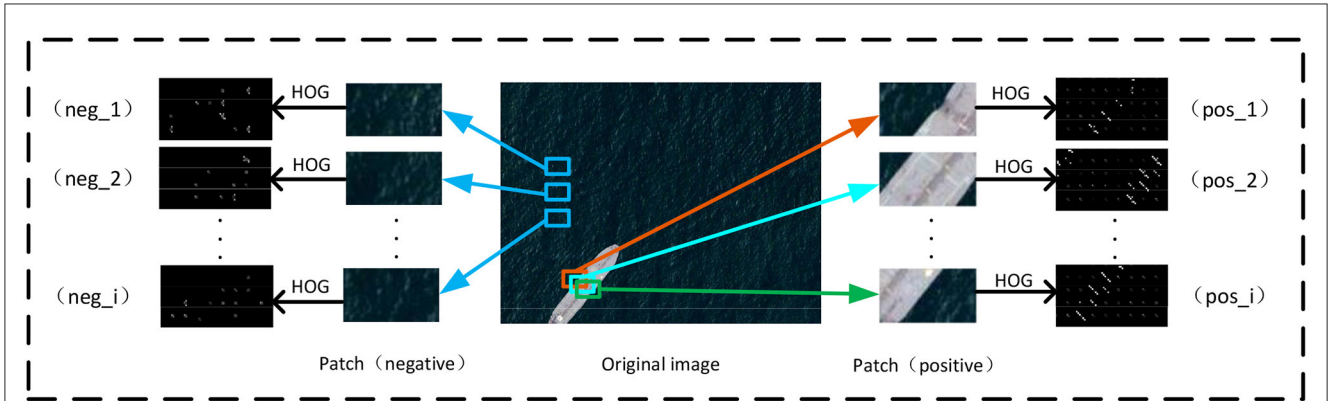 （neg_1）
HOG
HOG
（pos_1）
（neg_2）
HOG
HOG
（pos_2）
（neg_i）
HOG
HOG
（pos_i）
Patch（negative）
Original image
Patch（positive）